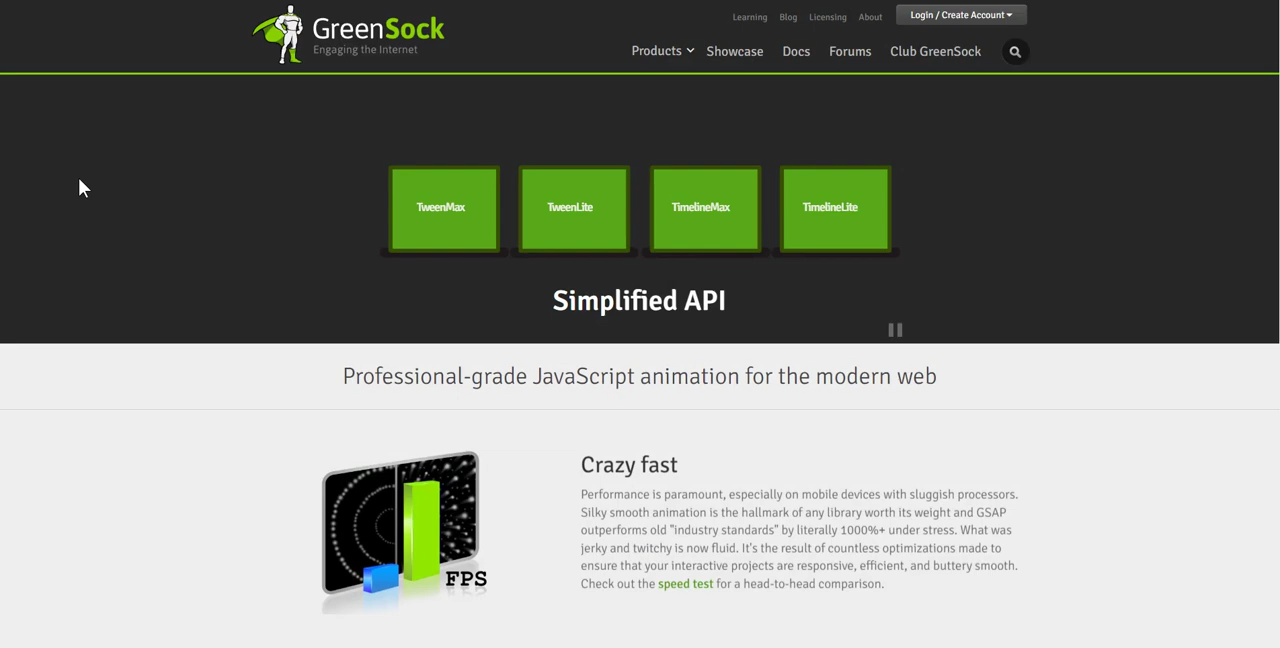 GreenSock
Engaging the Internet
Learning Blog Licensing About Login / Create Account
Products Showcase Docs Forums Club GreenSock
TweenMax TweenLite TimelineMax TimelineLite
Simplified API
Professional-grade JavaScript animation for the modern web
Crazy fast
Performance is paramount, especially on mobile devices with sluggish processors.
Silky smooth animation is the hallmark of any library worth its weight and GSAP
outperforms old "industry standards" by literally 1000%+ under stress. What was
jerky and twitchy is now fluid. It's the result of countless optimizations made to
ensure that your interactive projects are responsive, efficient, and buttery smooth.
Check out the speed test for a head-to-head comparison.
FPS